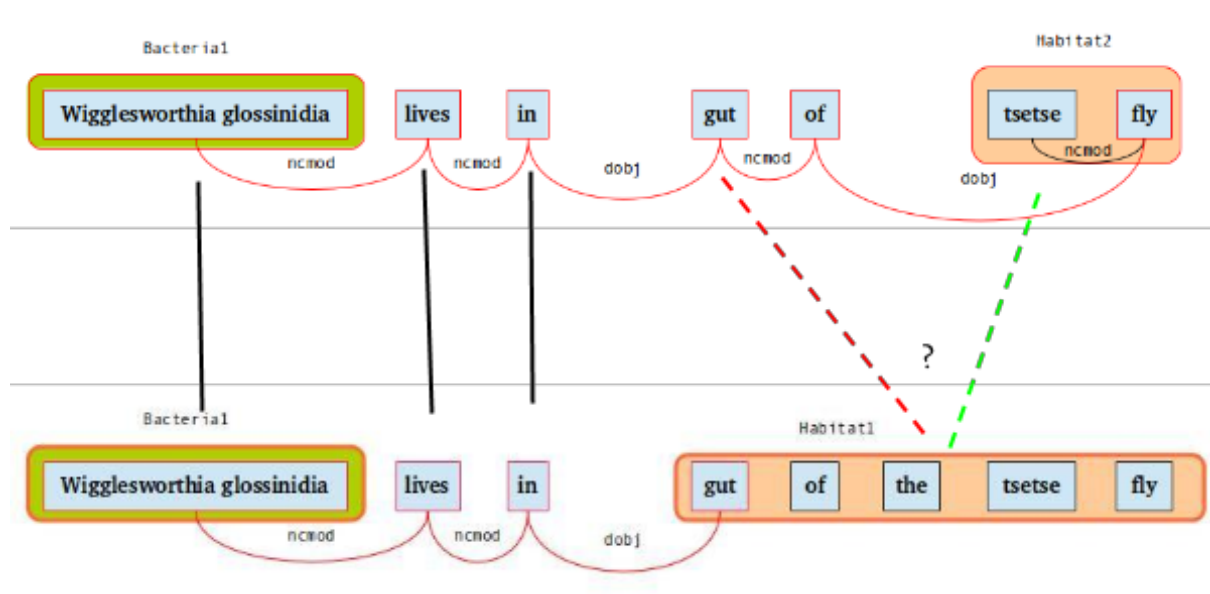 Bacteria1 Habitat2
Wigglesworthia glossinidia lives in gut of tsetse fly
ncmod ncmod dobj ncmod dobj ncmod
?
Bacteria1 Habitat1
Wigglesworthia glossinidia lives in gut of the tsetse fly
ncmod ncmod dobj